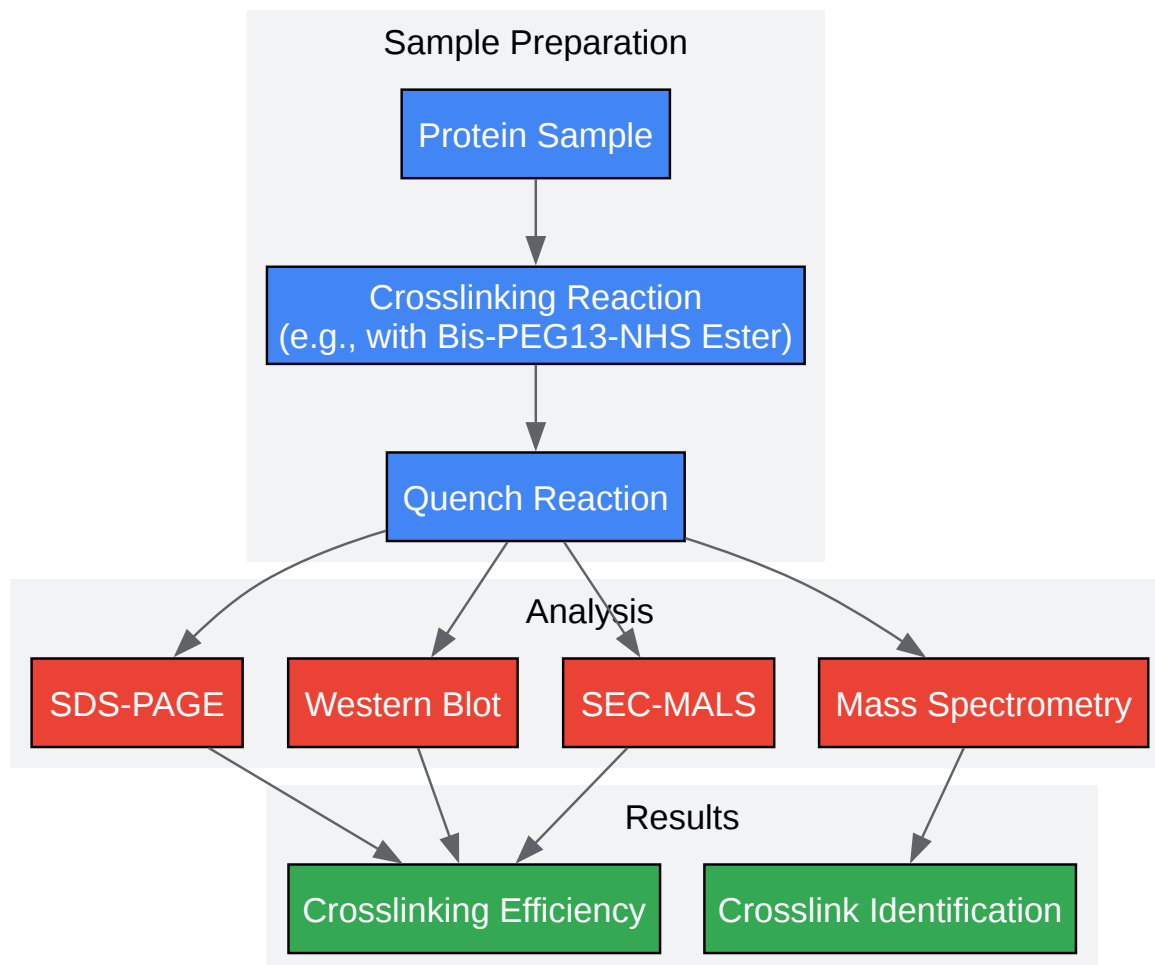 Sample Preparation
Protein Sample
Crosslinking Reaction
(e.g., with Bis-PEG13-NHS Ester)
Quench Reaction
Analysis
SDS-PAGE
Western Blot
SEC-MALS
Mass Spectrometry
Results
Crosslinking Efficiency
Crosslink Identification